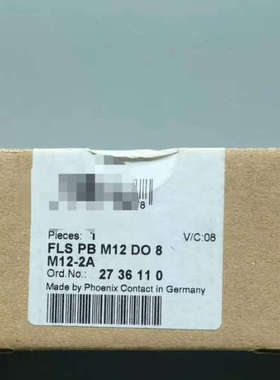 8
Pieces: 1 V/C:08
FLS PB M12 DO 8
M12-2A
Ord.No.: 27 36 11 0
Made by Phoenix Contact in Germany